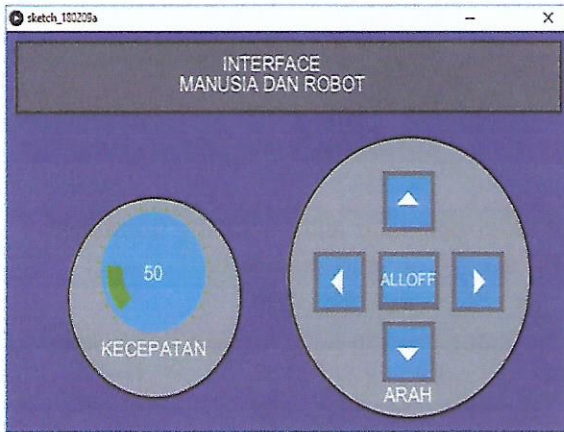 sketch_180209a
INTERFACE
MANUSIA DAN ROBOT
50
KECEPATAN
ALLOFF
ARAH